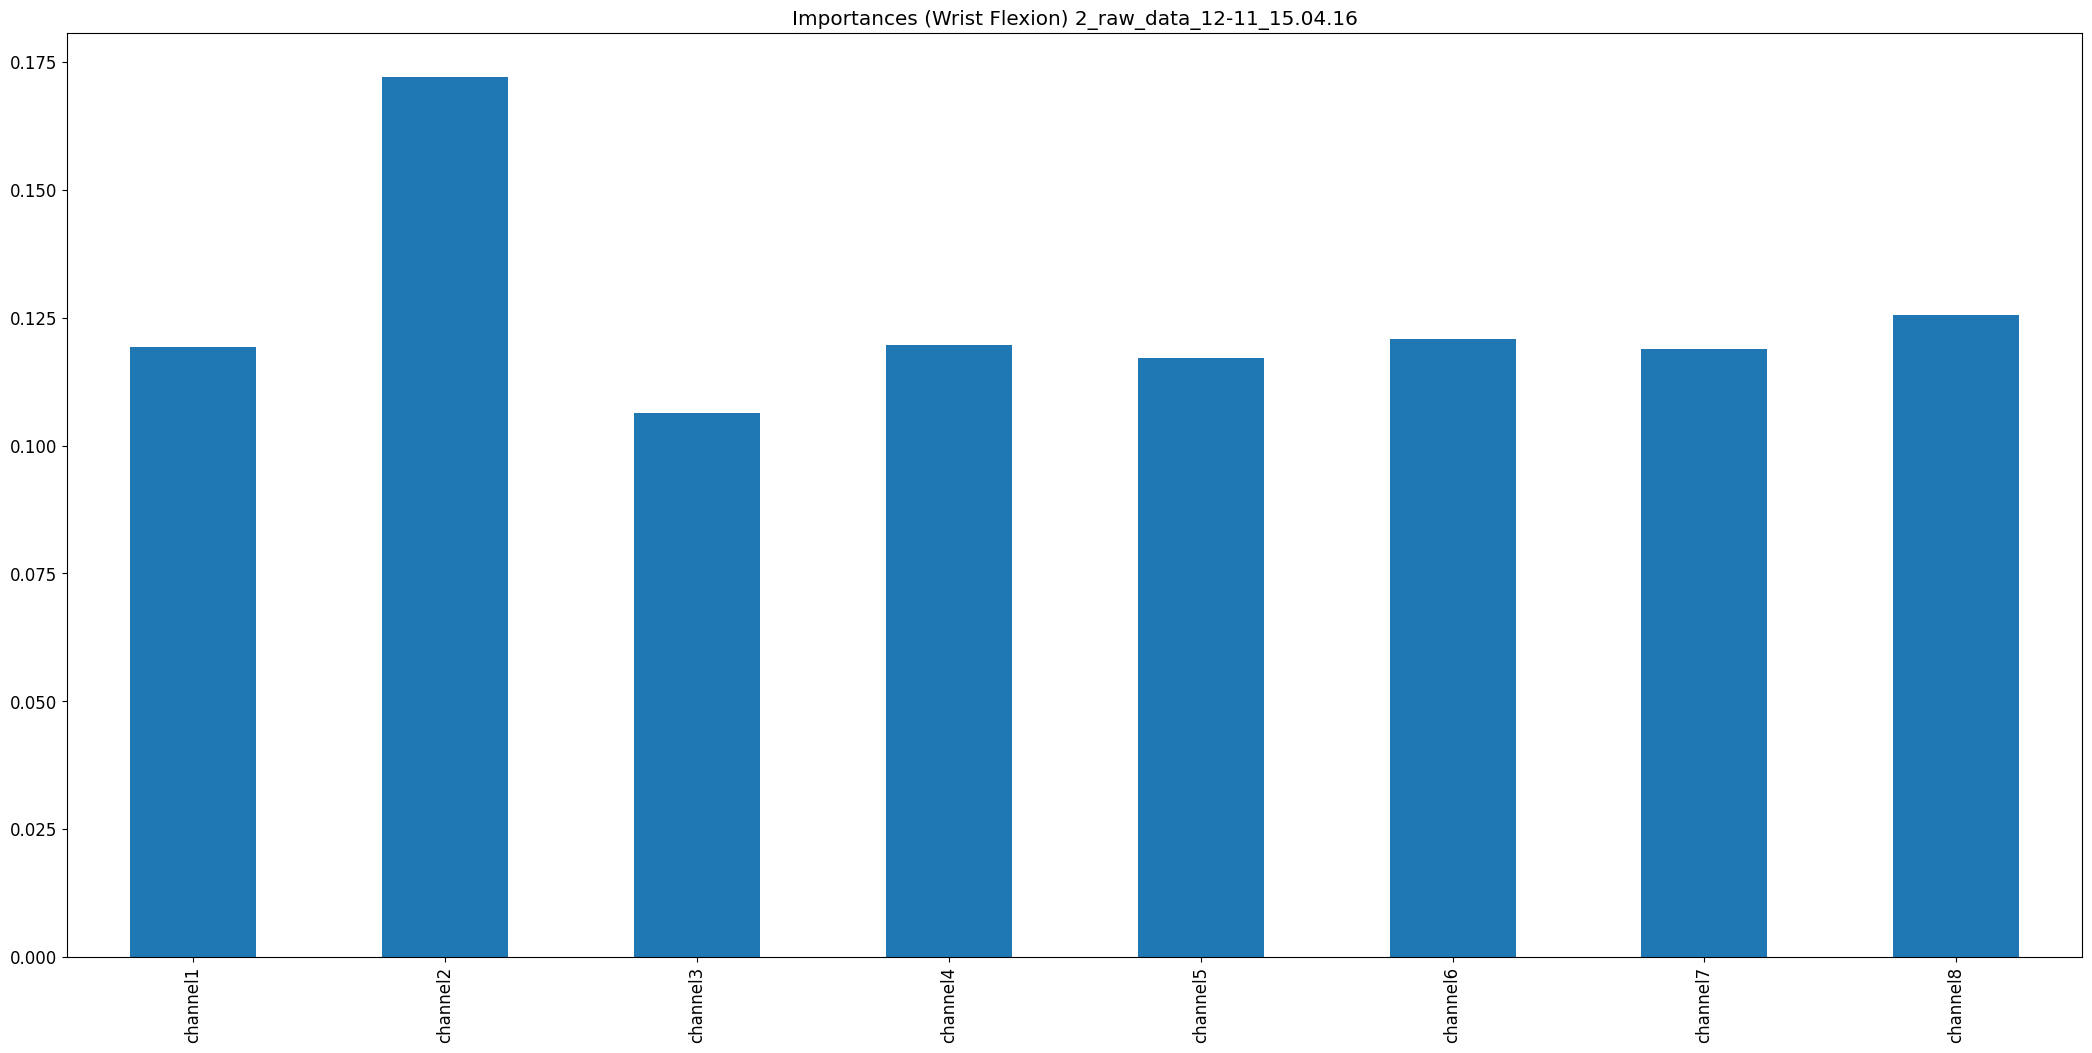 Importances (Wrist Flexion) 2_raw_data_12-11_15.04.16
0.175
0.150
0.125
0.100
0.075
0.050
0.025
0.000
channel1
channel2
channel3
channel4
channel5
channel6
channel7
channel8